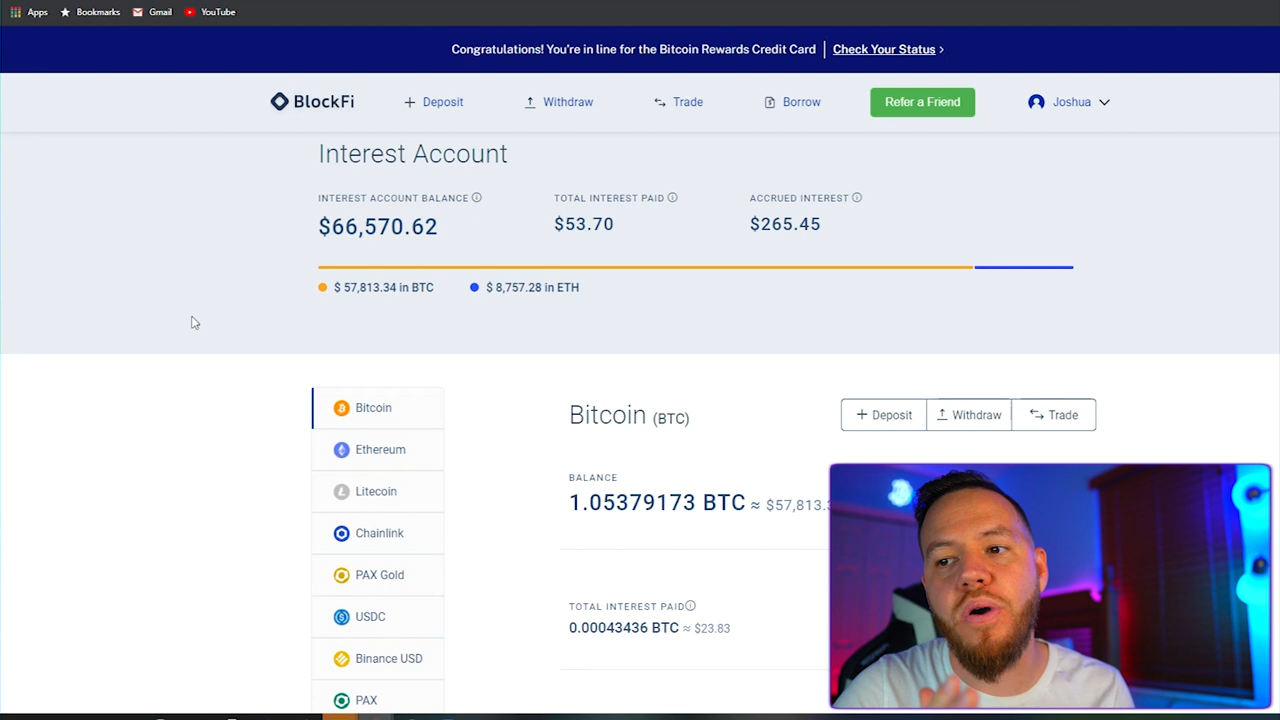 Apps Bookmarks Gmail YouTube
Congratulations! You're in line for the Bitcoin Rewards Credit Card | Check Your Status ›
BlockFi + Deposit Withdraw Trade Borrow Refer a Friend Joshua
Interest Account
INTEREST ACCOUNT BALANCE TOTAL INTEREST PAID ACCRUED INTEREST
$66,570.62 $53.70 $265.45
$ 57,813.34 in BTC $ 8,757.28 in ETH
Bitcoin
Ethereum
Litecoin
Chainlink
PAX Gold
USDC
Binance USD
PAX
Bitcoin (BTC) + Deposit Withdraw Trade
BALANCE
1.05379173 BTC ≈ $57,813.
TOTAL INTEREST PAID
0.00043436 BTC ≈ $23.83